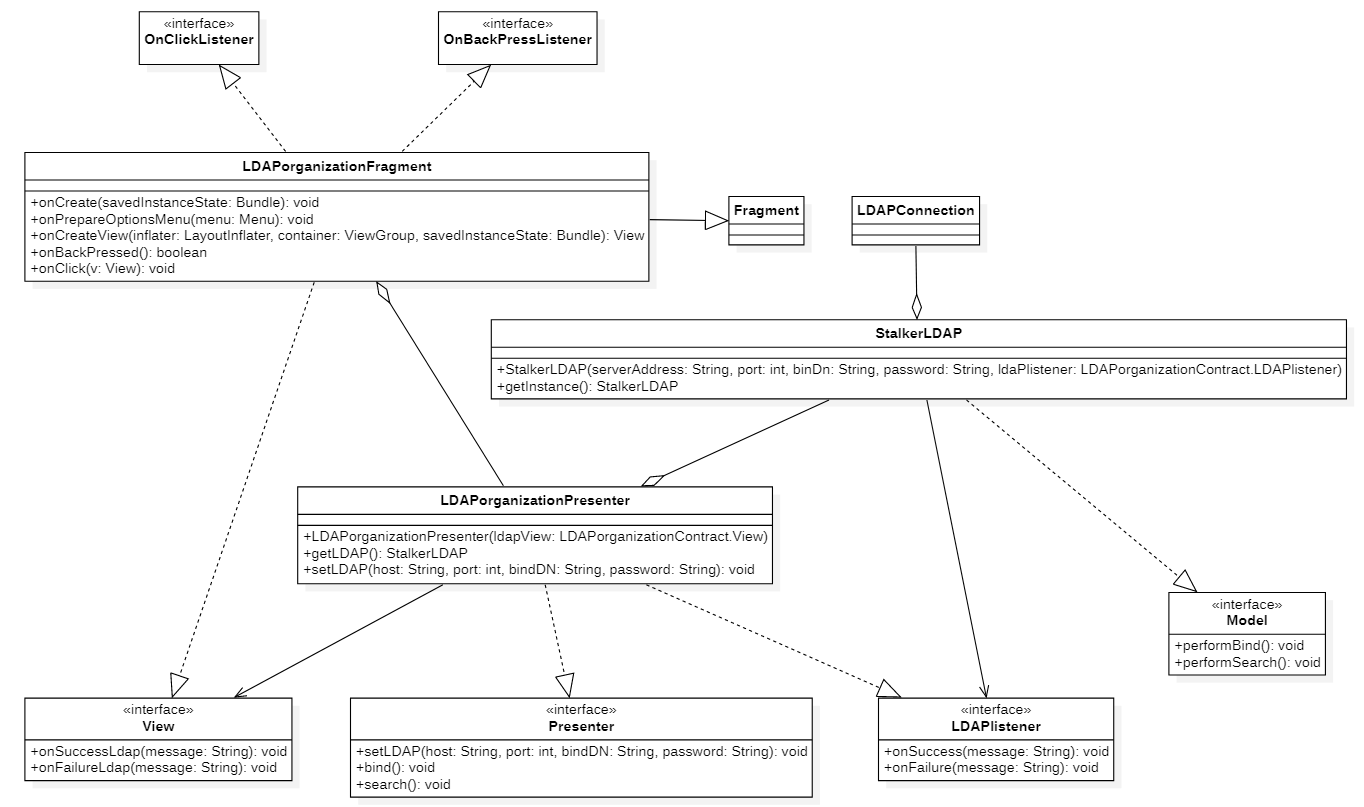 «interface»
OnClickListener
«interface»
OnBackPressListener
LDAPorganizationFragment
+onCreate(savedInstanceState: Bundle): void
+onPrepareOptionsMenu(menu: Menu): void
+onCreateView(inflater: LayoutInflater, container: ViewGroup, savedInstanceState: Bundle): View
+onBackPressed(): boolean
+onClick(v: View): void
Fragment
LDAPConnection
StalkerLDAP
+StalkerLDAP(serverAddress: String, port: int, binDn: String, password: String, ldaPlistener: LDAPorganizationContract.LDAPlistener)
+getInstance(): StalkerLDAP
LDAPorganizationPresenter
+LDAPorganizationPresenter(ldapView: LDAPorganizationContract.View)
+getLDAP(): StalkerLDAP
+setLDAP(host: String, port: int, bindDN: String, password: String): void
«interface»
Model
+performBind(): void
+performSearch(): void
«interface»
View
+onSuccessLdap(message: String): void
+onFailureLdap(message: String): void
«interface»
Presenter
+setLDAP(host: String, port: int, bindDN: String, password: String): void
+bind(): void
+search(): void
«interface»
LDAPlistener
+onSuccess(message: String): void
+onFailure(message: String): void